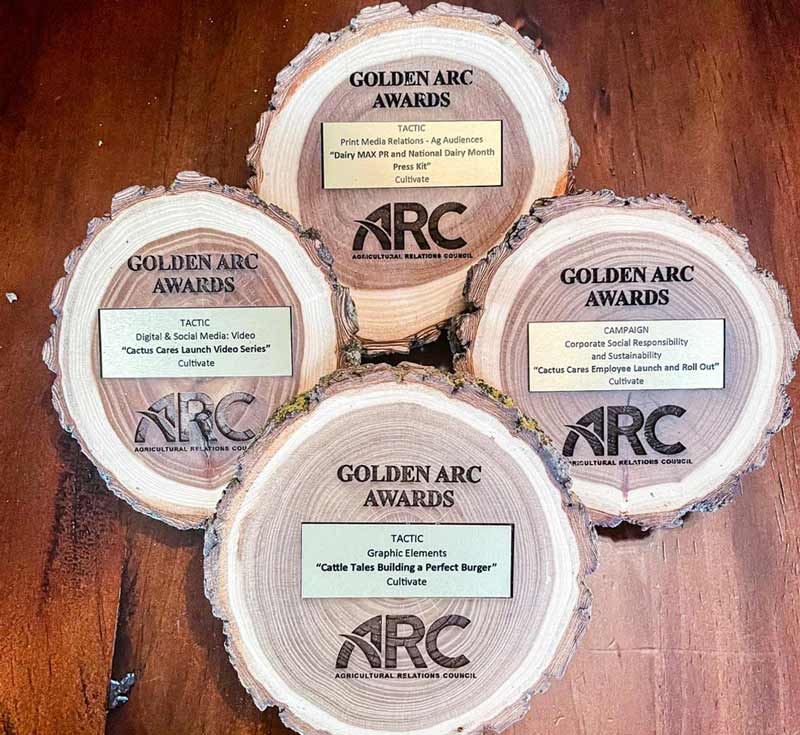 GOLDEN ARC
AWARDS
TACTIC
Print Media Relations - Ag Audiences
"Dairy MAX PR and National Dairy Month
Press Kit"
Cultivate
ARC
AGRICULTURAL RELATIONS COUNCIL
GOLDEN ARC
AWARDS
TACTIC
Digital & Social Media: Video
"Cactus Cares Launch Video Series"
Cultivate
ARC
AGRICULTURAL RELATIONS COU
GOLDEN ARC
AWARDS
CAMPAIGN
Corporate Social Responsibility
and Sustainability
"Cactus Cares Employee Launch and Roll Out"
Cultivate
ARC
AGRICULTURAL RELATIONS COUNCIL
GOLDEN ARC
AWARDS
TACTIC
Graphic Elements
"Cattle Tales Building a Perfect Burger"
Cultivate
ARC
AGRICULTURAL RELATIONS COUNCIL